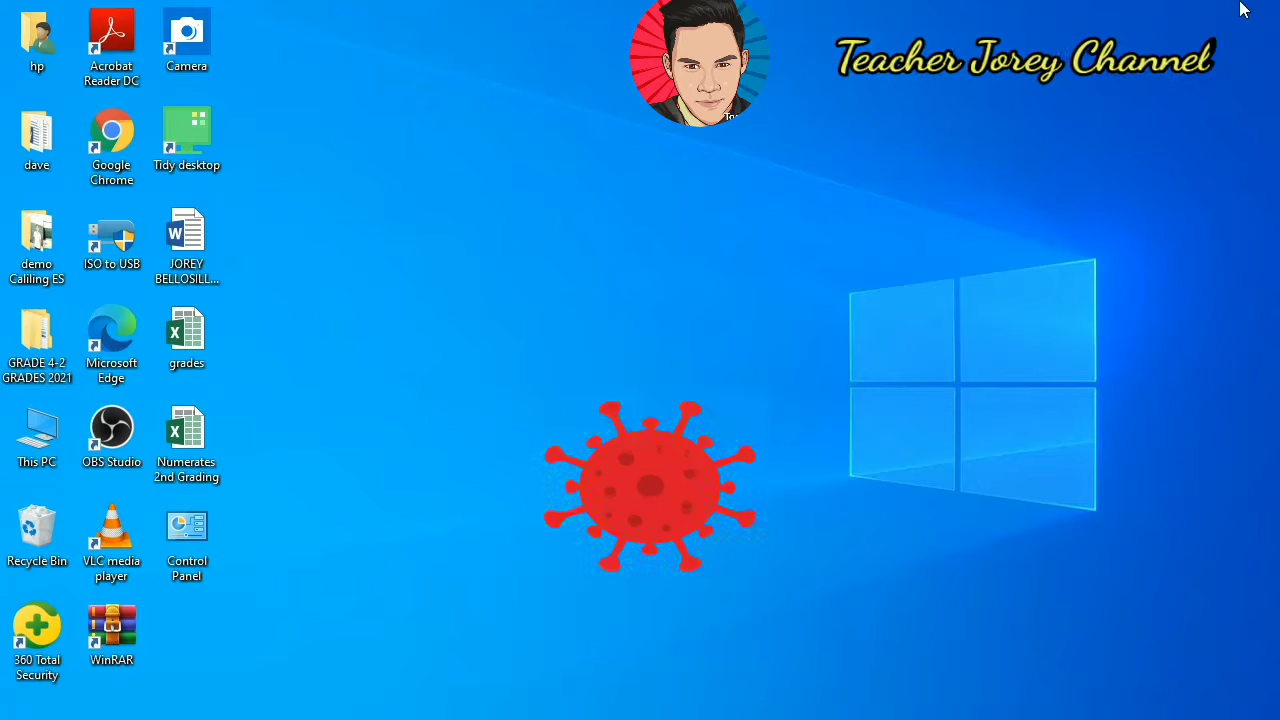 Teacher Jorey Channel
hp
Acrobat
Reader DC
Camera
dave
Google
Chrome
Tidy desktop
demo
Caliling ES
ISO to USB
JOREY
BELLOSILL...
GRADE 4-2
GRADES 2021
Microsoft
Edge
grades
This PC
OBS Studio
Numerates
2nd Grading
Recycle Bin
VLC media
player
Control
Panel
360 Total
Security
WinRAR